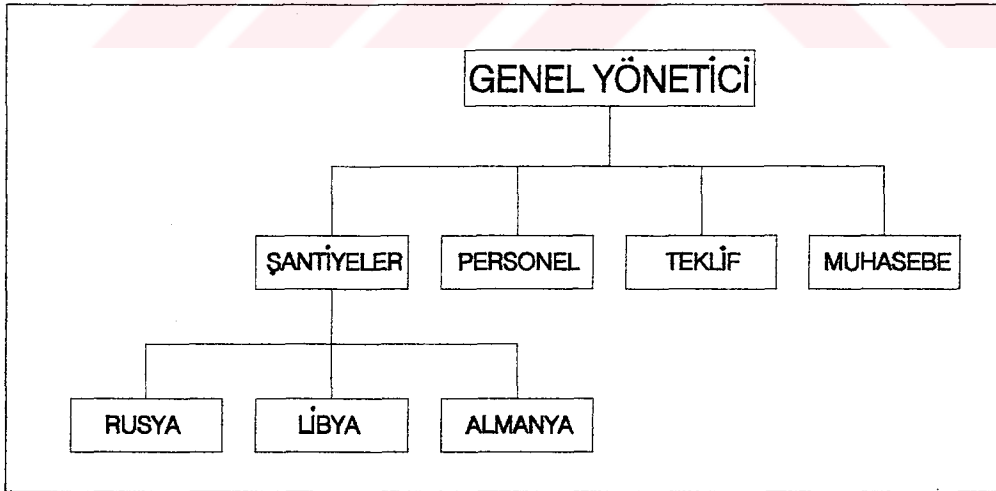 GENEL YÖNETİCİ
ŞANTİYELER PERSONEL TEKLİF MUHASEBE
RUSYA LİBYA ALMANYA